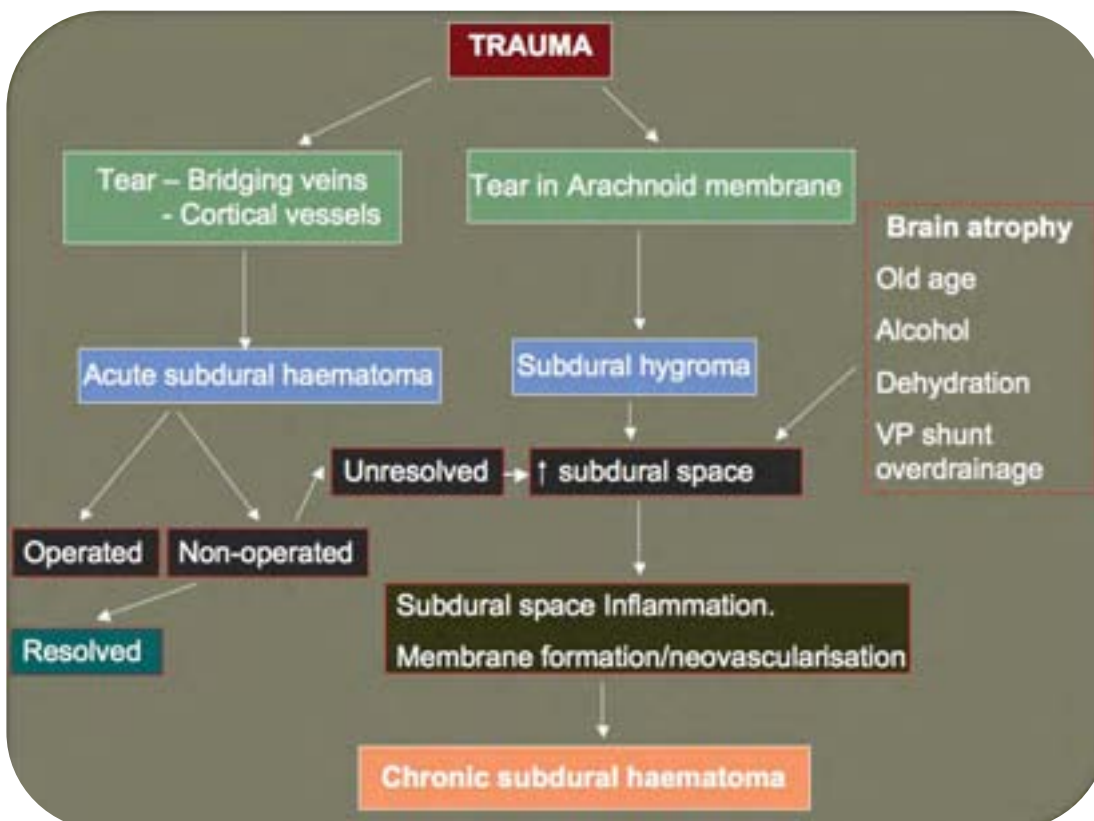 TRAUMA
Tear – Bridging veins
- Cortical vessels
Tear in Arachnoid membrane
Brain atrophy
Old age
Alcohol
Dehydration
VP shunt
overdrainage
Acute subdural haematoma
Subdural hygroma
Unresolved
↑ subdural space
Operated
Non-operated
Resolved
Subdural space Inflammation.
Membrane formation/neovascularisation
Chronic subdural haematoma